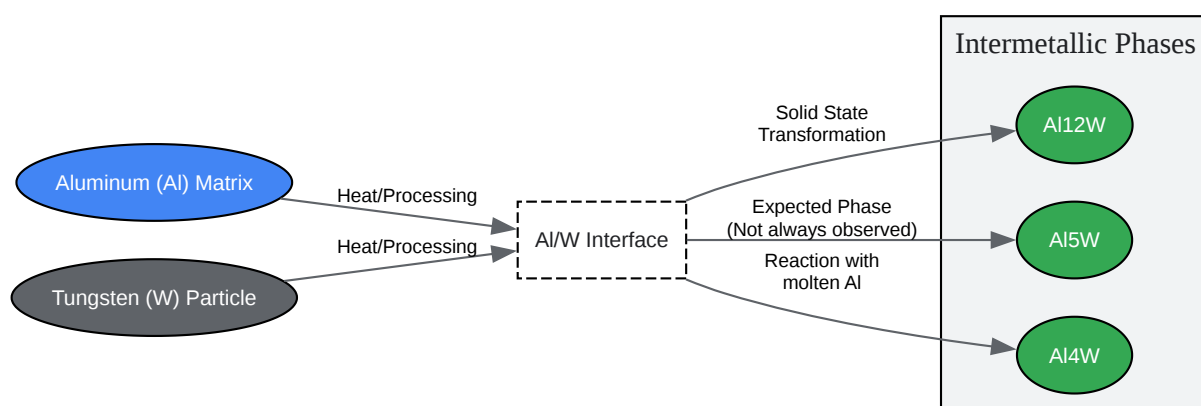 Intermetallic Phases
Solid State
Transformation
Al12W
Aluminum (Al) Matrix
Heat/Processing
Expected Phase
(Not always observed)
Al/W Interface
Al5W
Heat/Processing
Reaction with
molten Al
Tungsten (W) Particle
Al4W